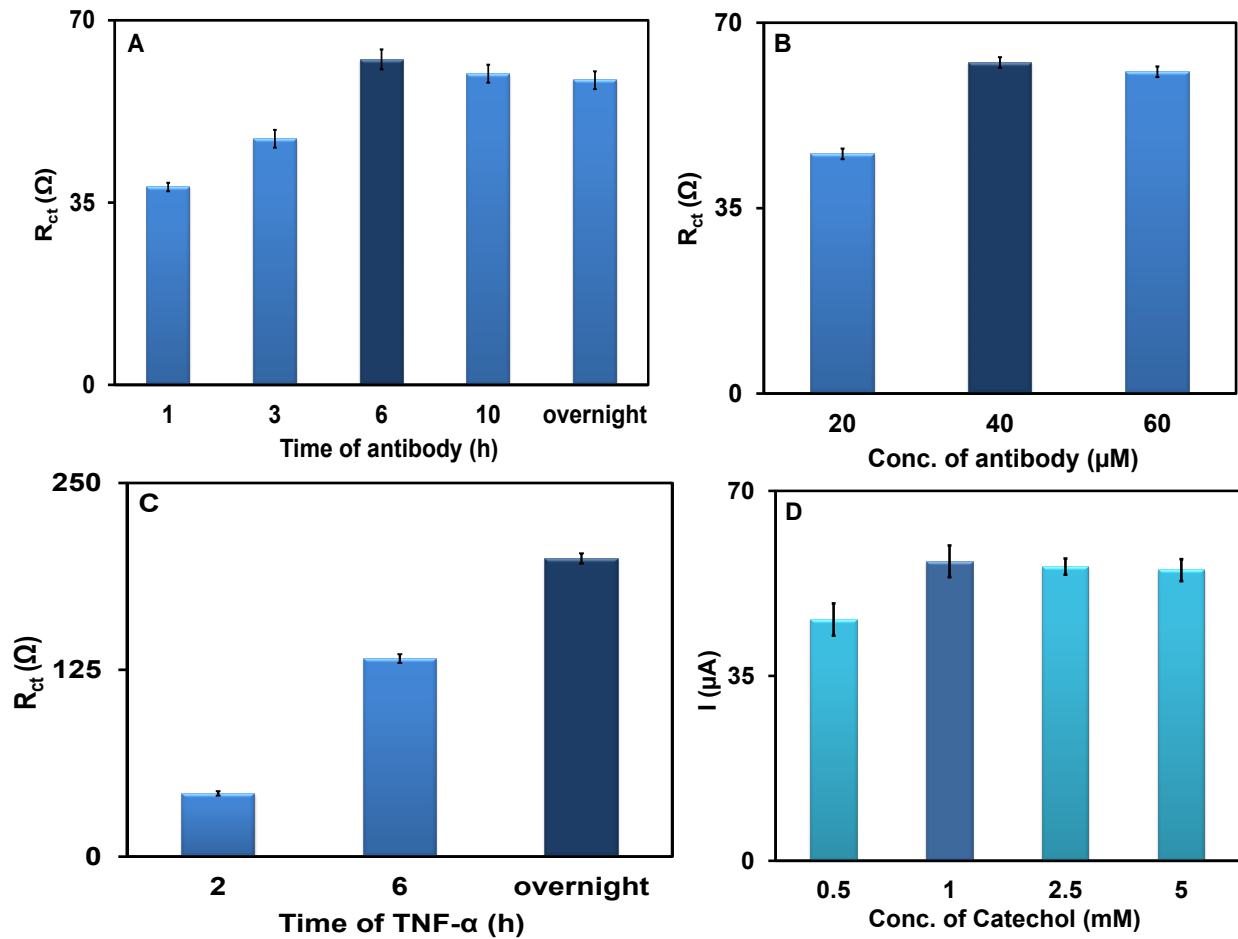 A
70
35
0
R_ct (Ω)
1 3 6 10 overnight
Time of antibody (h)
B
70
35
0
R_ct (Ω)
20 40 60
Conc. of antibody (µM)
C
250
125
0
R_ct (Ω)
2 6 overnight
Time of TNF-α (h)
D
70
35
0
I (µA)
0.5 1 2.5 5
Conc. of Catechol (mM)